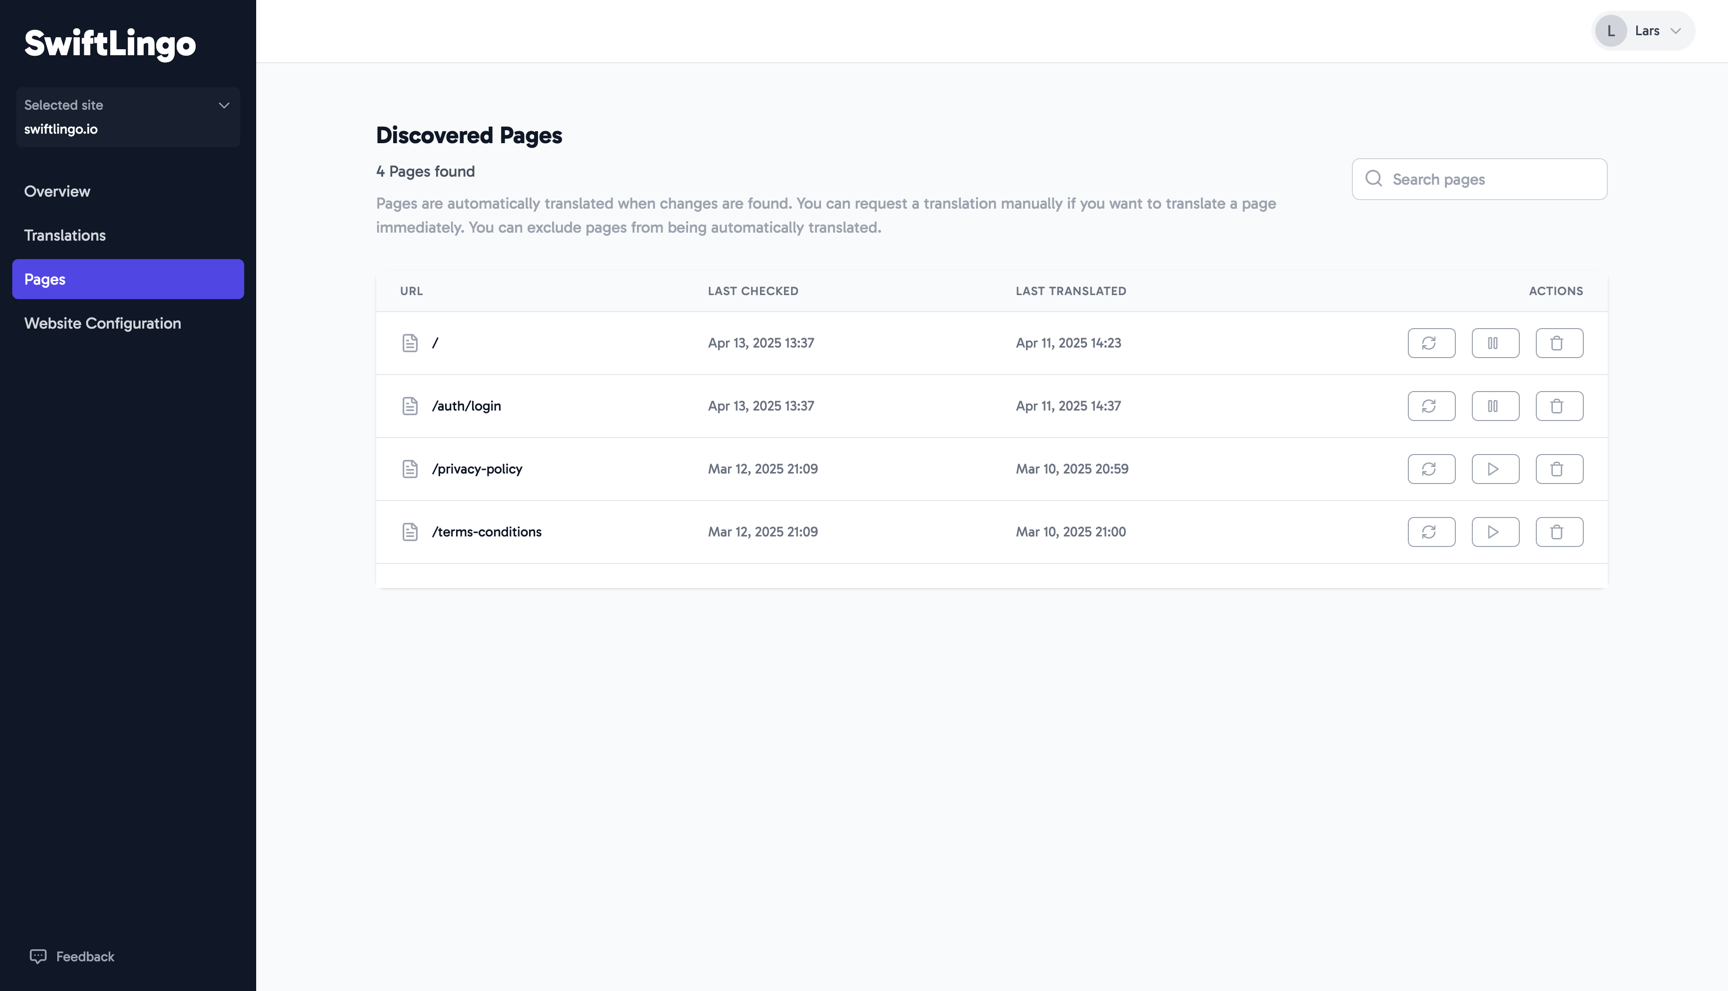 SwiftLingo
Selected site
swiftlingo.io
Overview
Translations
Pages
Website Configuration
Feedback
L Lars
Discovered Pages
4 Pages found
Pages are automatically translated when changes are found. You can request a translation manually if you want to translate a page
immediately. You can exclude pages from being automatically translated.
Search pages
URL LAST CHECKED LAST TRANSLATED ACTIONS
/ Apr 13, 2025 13:37 Apr 11, 2025 14:23
/auth/login Apr 13, 2025 13:37 Apr 11, 2025 14:37
/privacy-policy Mar 12, 2025 21:09 Mar 10, 2025 20:59
/terms-conditions Mar 12, 2025 21:09 Mar 10, 2025 21:00